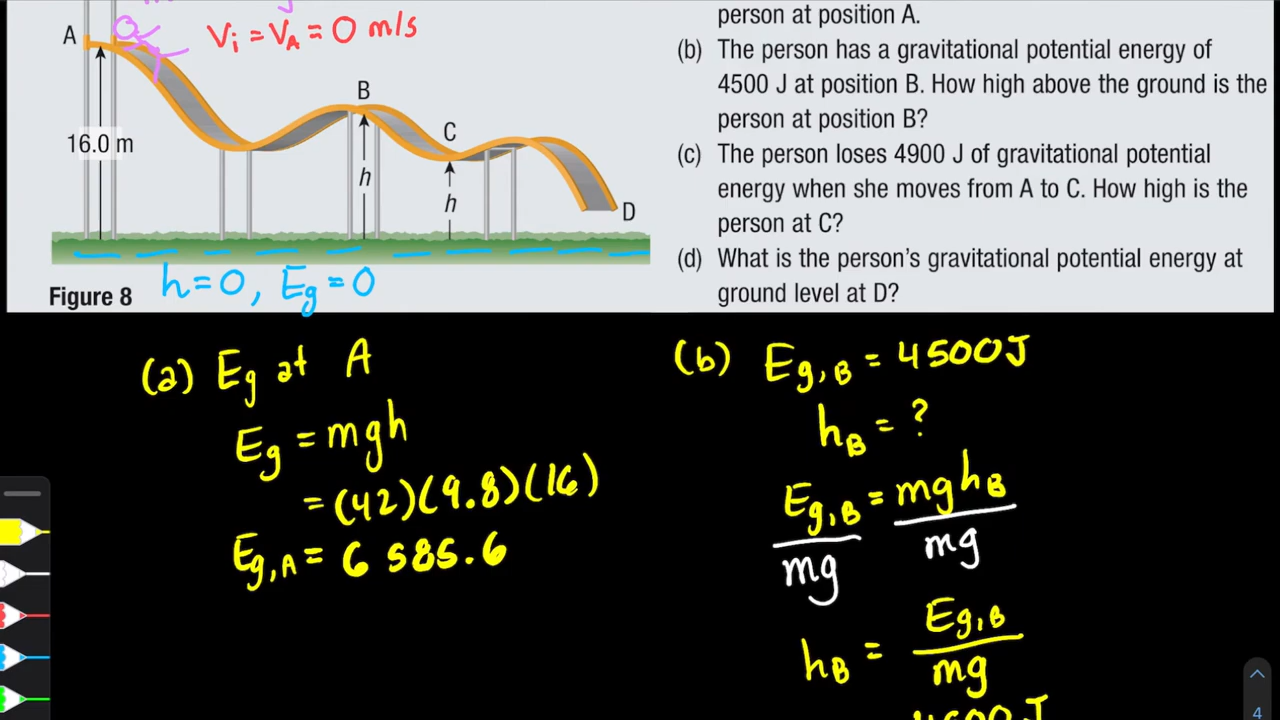 person at position A.
(b) The person has a gravitational potential energy of
4500 J at position B. How high above the ground is the
person at position B?
(c) The person loses 4900 J of gravitational potential
energy when she moves from A to C. How high is the
person at C?
(d) What is the person's gravitational potential energy at
ground level at D?
A
Vi = VA = 0 m/s
16.0 m
B
h
C
h
D
h = 0, Eg = 0
Figure 8
(a) Eg at A
Eg = mgh
= (42)(9.8)(16)
Eg,A = 6 585.6
(b) Eg,B = 4500J
hB = ?
Eg,B = mghB
mg mg
hB = Eg,B
mg
4500 J
4